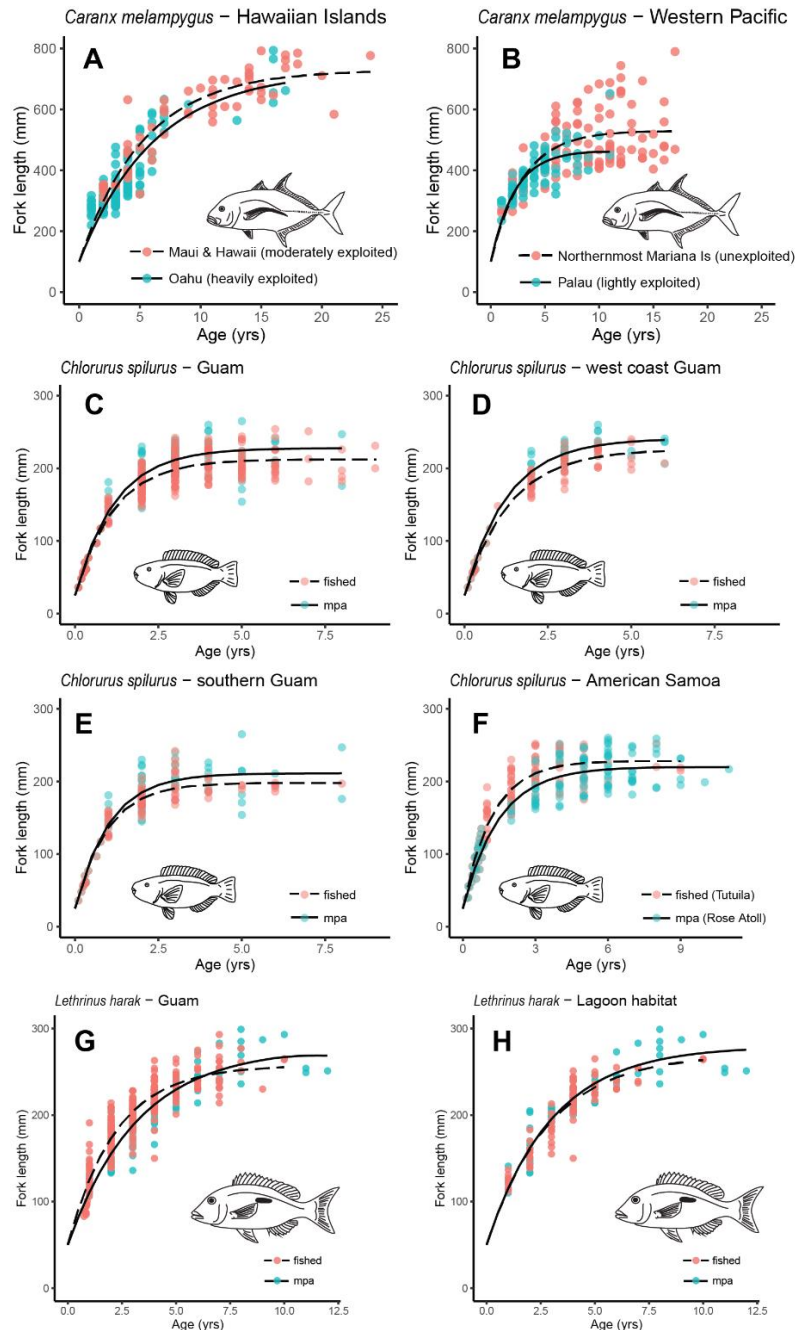 Caranx melampygus – Hawaiian Islands
A
Fork length (mm)
800
600
400
200
0
Maui & Hawaii (moderately exploited)
Oahu (heavily exploited)
0 5 10 15 20 25
Age (yrs)
Caranx melampygus – Western Pacific
B
Fork length (mm)
800
600
400
200
0
Northernmost Mariana Is (unexploited)
Palau (lightly exploited)
0 5 10 15 20 25
Age (yrs)
Chlorurus spilurus – Guam
C
Fork length (mm)
300
200
100
0
fished
mpa
0.0 2.5 5.0 7.5
Age (yrs)
Chlorurus spilurus – west coast Guam
D
Fork length (mm)
300
200
100
0
fished
mpa
0.0 2.5 5.0 7.5
Age (yrs)
Chlorurus spilurus – southern Guam
E
Fork length (mm)
300
200
100
0
fished
mpa
0.0 2.5 5.0 7.5
Age (yrs)
Chlorurus spilurus – American Samoa
F
Fork length (mm)
300
200
100
0
fished (Tutuila)
mpa (Rose Atoll)
0 3 6 9
Age (yrs)
Lethrinus harak – Guam
G
Fork length (mm)
300
200
100
0
fished
mpa
0.0 2.5 5.0 7.5 10.0 12.5
Age (yrs)
Lethrinus harak – Lagoon habitat
H
Fork length (mm)
300
200
100
0
fished
mpa
0.0 2.5 5.0 7.5 10.0 12.5
Age (yrs)